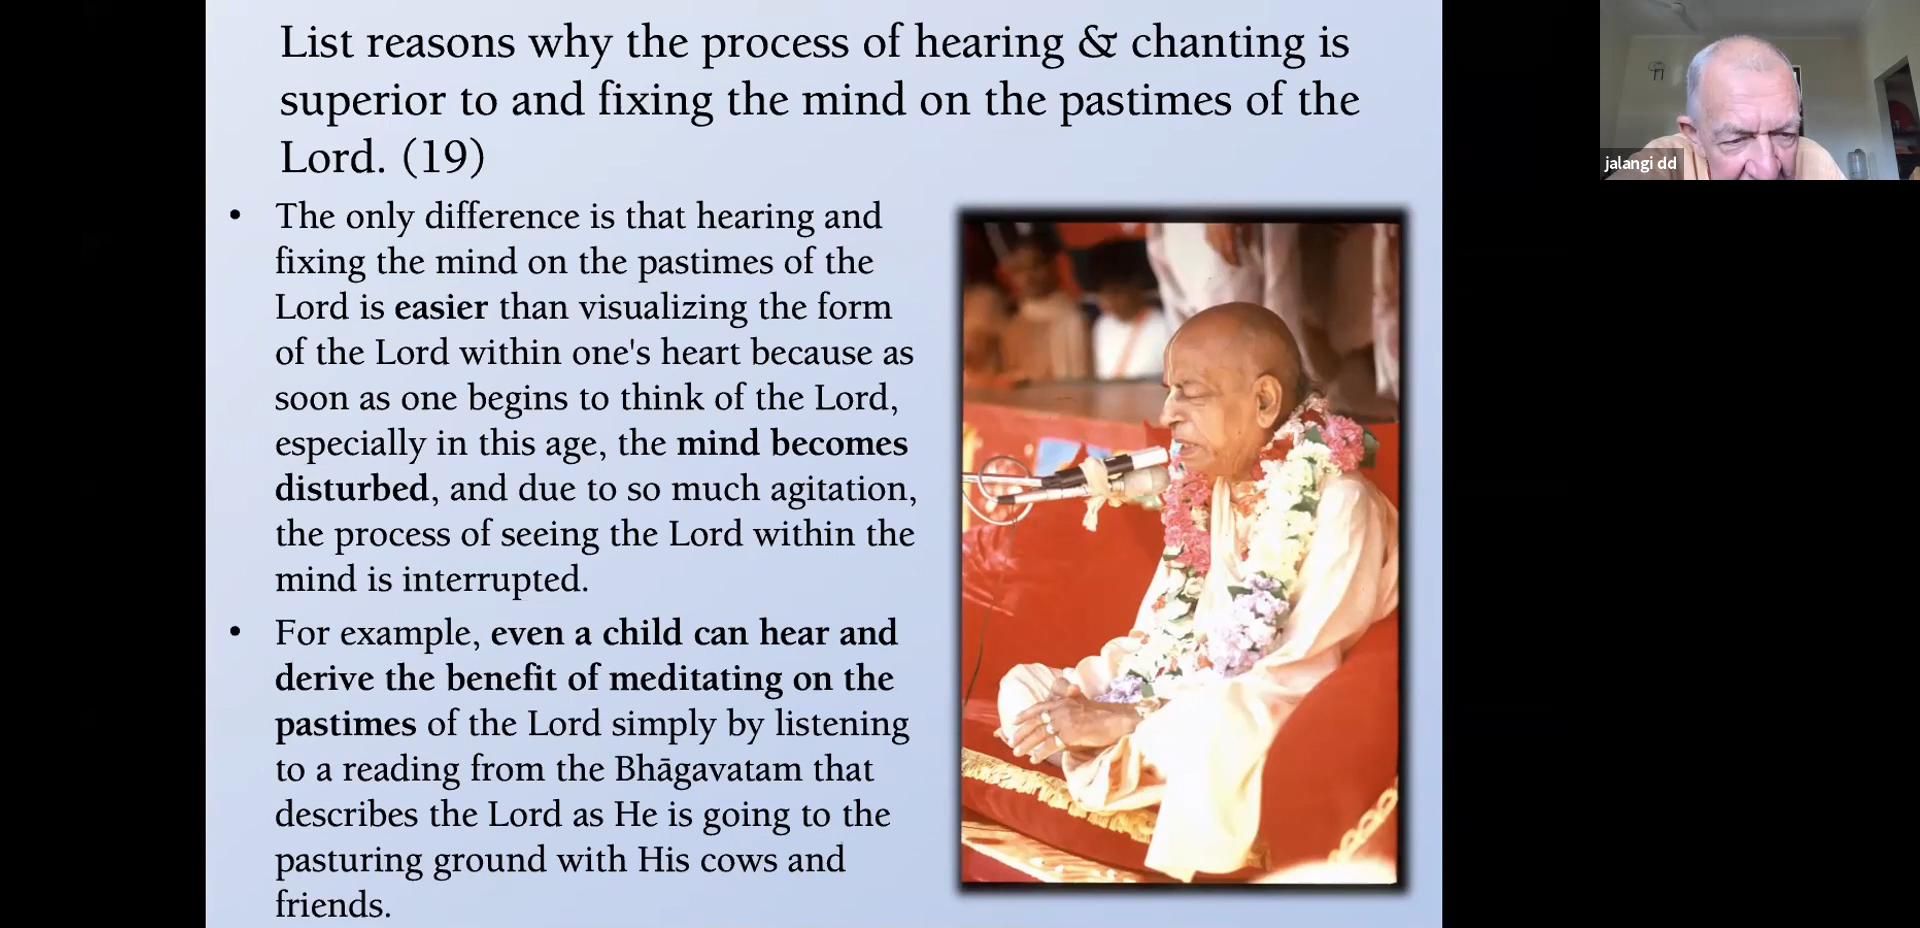 List reasons why the process of hearing & chanting is
superior to and fixing the mind on the pastimes of the
Lord. (19)
• The only difference is that hearing and
fixing the mind on the pastimes of the
Lord is easier than visualizing the form
of the Lord within one's heart because as
soon as one begins to think of the Lord,
especially in this age, the mind becomes
disturbed, and due to so much agitation,
the process of seeing the Lord within the
mind is interrupted.
• For example, even a child can hear and
derive the benefit of meditating on the
pastimes of the Lord simply by listening
to a reading from the Bhāgavatam that
describes the Lord as He is going to the
pasturing ground with His cows and
friends.
jalangi dd